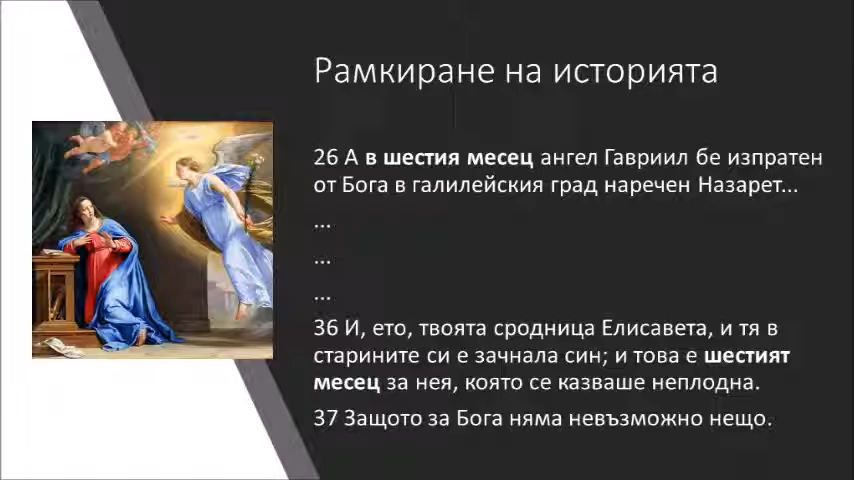 Рамкиране на историята
26 А в шестия месец ангел Гавриил бе изпратен
от Бога в галилейския град наречен Назарет...
...
...
...
36 И, ето, твоята сродница Елисавета, и тя в
старините си е зачнала син; и това е шестият
месец за нея, която се казваше неплодна.
37 Защото за Бога няма невъзможно нещо.